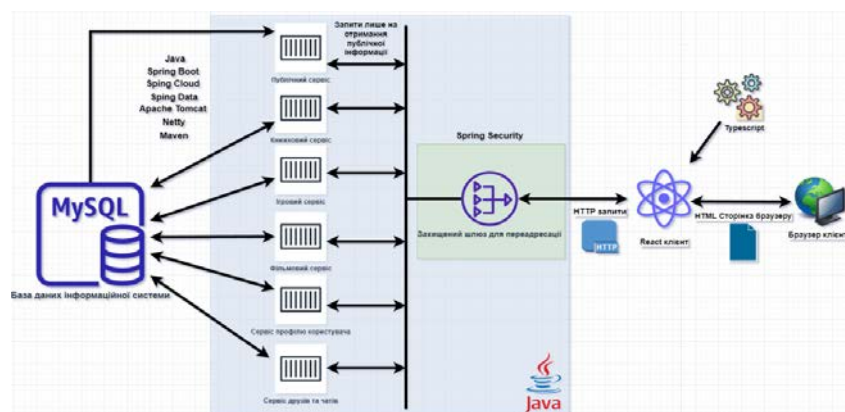 Java
Spring Boot
Sping Cloud
Sping Data
Apache Tomcat
Netty
Maven
MySQL
База даних інформаційної системи
Запити лише на
отримання
публічної
інформації
Публічний сервіс
Книжковий сервіс
Ігровий сервіс
Фільмовий сервіс
Сервіс профілю користувача
Сервіс друзів та чатів
Spring Security
Захищений шлюз для переадресації
Java
HTTP запити
HTTP
React клієнт
Typescript
HTML Сторінка браузеру
Браузер клієнт